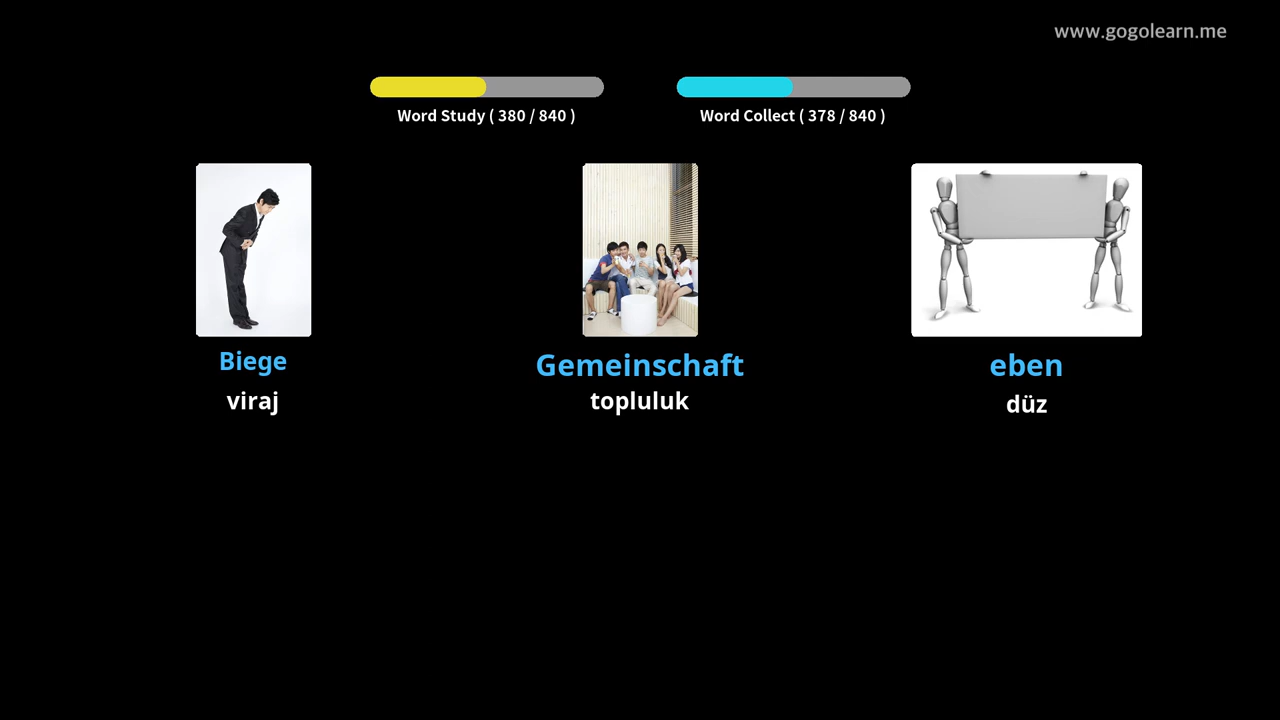 www.gogolearn.me
Word Study ( 380 / 840 )
Word Collect ( 378 / 840 )
Biege
viraj
Gemeinschaft
topluluk
eben
düz